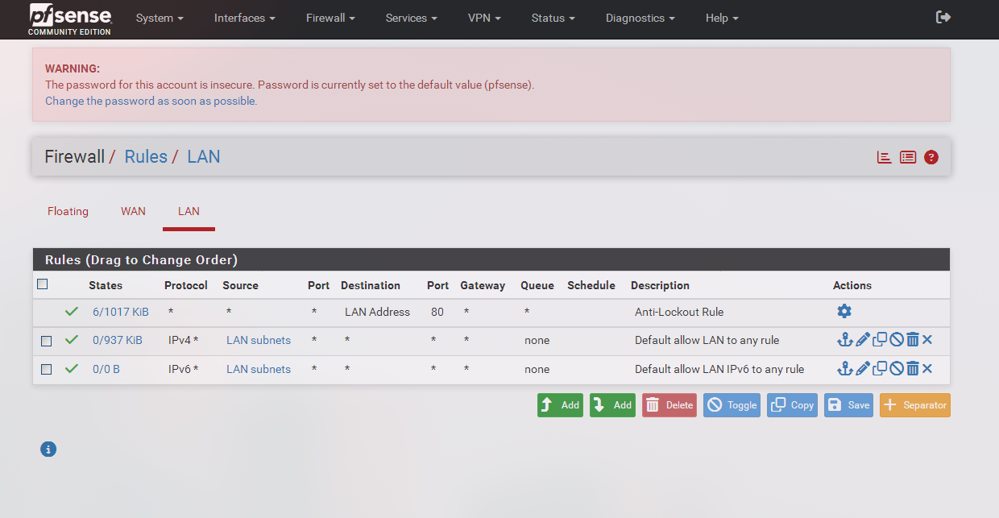 pfsense
COMMUNITY EDITION
System Interfaces Firewall Services VPN Status Diagnostics Help
WARNING:
The password for this account is insecure. Password is currently set to the default value (pfsense).
Change the password as soon as possible.
Firewall / Rules / LAN
Floating WAN LAN
Rules (Drag to Change Order)
States Protocol Source Port Destination Port Gateway Queue Schedule Description Actions
6/1017 KiB * * * LAN Address 80 * * Anti-Lockout Rule
0/937 KiB IPv4 * LAN subnets * * * * none Default allow LAN to any rule
0/0 B IPv6 * LAN subnets * * * * none Default allow LAN IPv6 to any rule
Add Add Delete Toggle Copy Save Separator